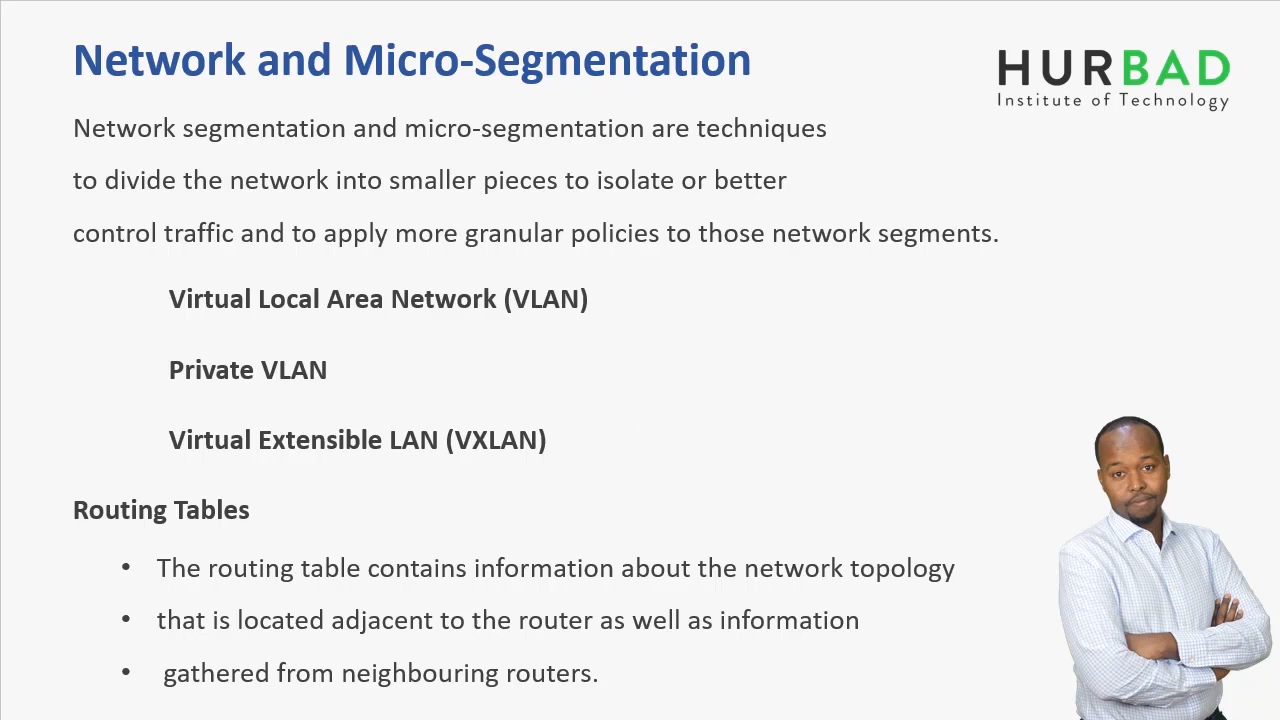 Network and Micro-Segmentation
HURBAD
Institute of Technology
Network segmentation and micro-segmentation are techniques
to divide the network into smaller pieces to isolate or better
control traffic and to apply more granular policies to those network segments.
Virtual Local Area Network (VLAN)
Private VLAN
Virtual Extensible LAN (VXLAN)
Routing Tables
• The routing table contains information about the network topology
• that is located adjacent to the router as well as information
• gathered from neighbouring routers.